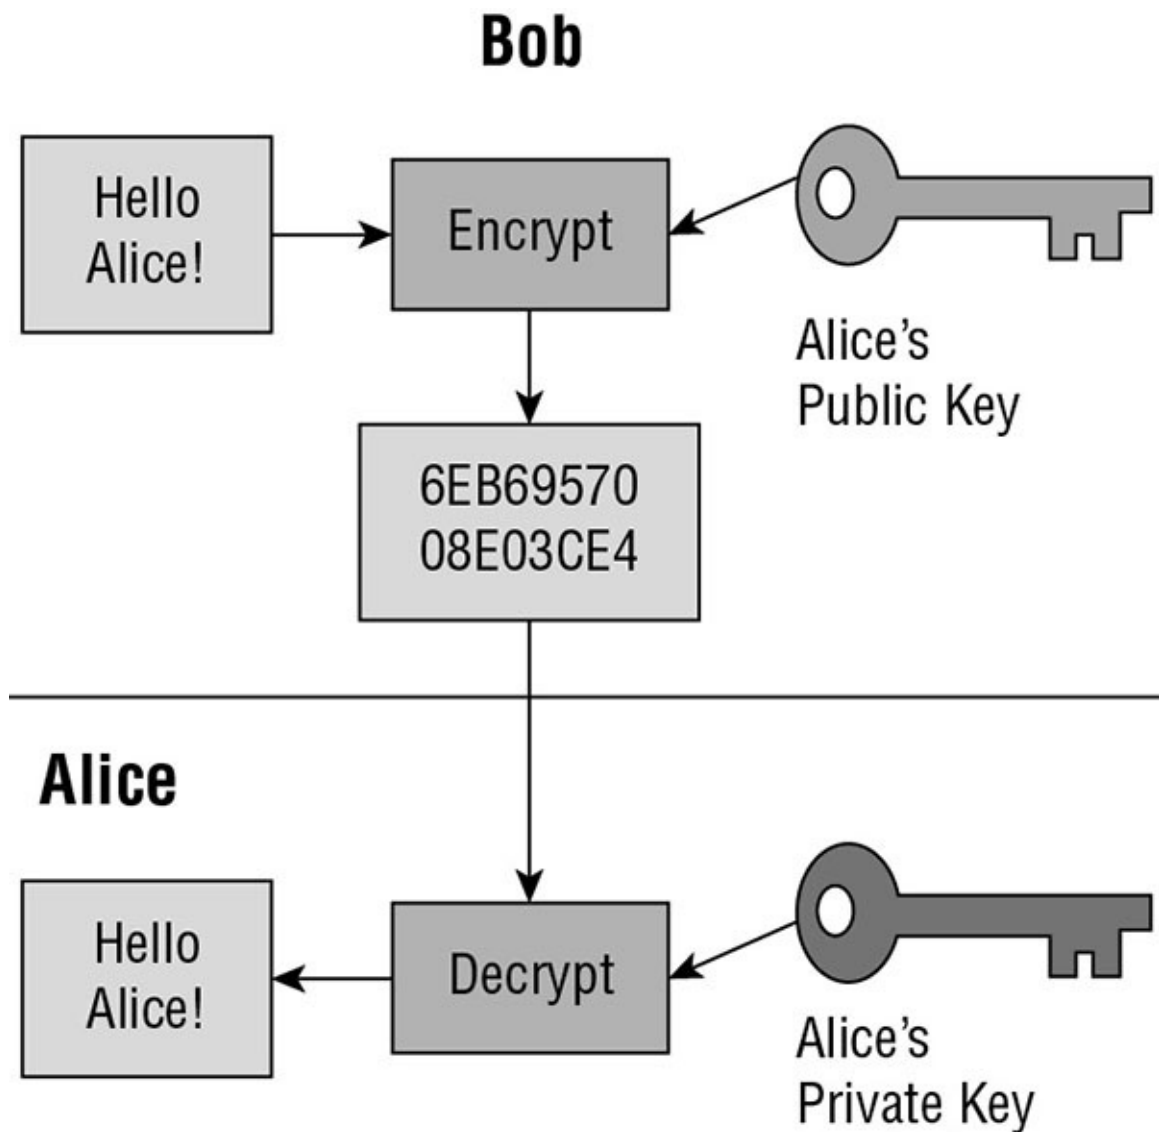 Bob
Hello
Alice!
Encrypt
Alice's
Public Key
6EB69570
08E03CE4
Alice
Hello
Alice!
Decrypt
Alice's
Private Key